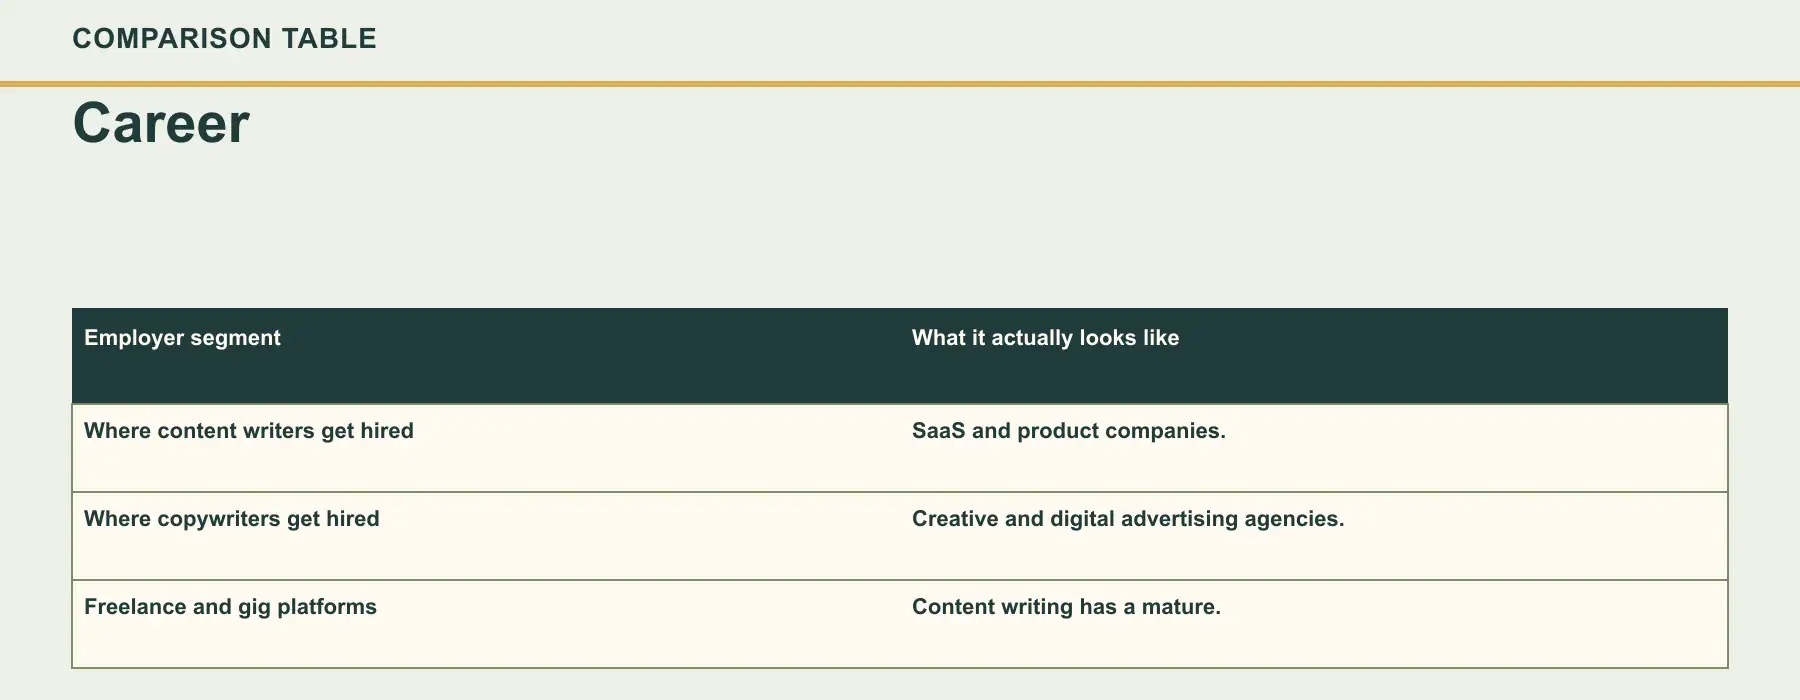 COMPARISON TABLE
Career
Employer segment What it actually looks like
Where content writers get hired SaaS and product companies.
Where copywriters get hired Creative and digital advertising agencies.
Freelance and gig platforms Content writing has a mature.